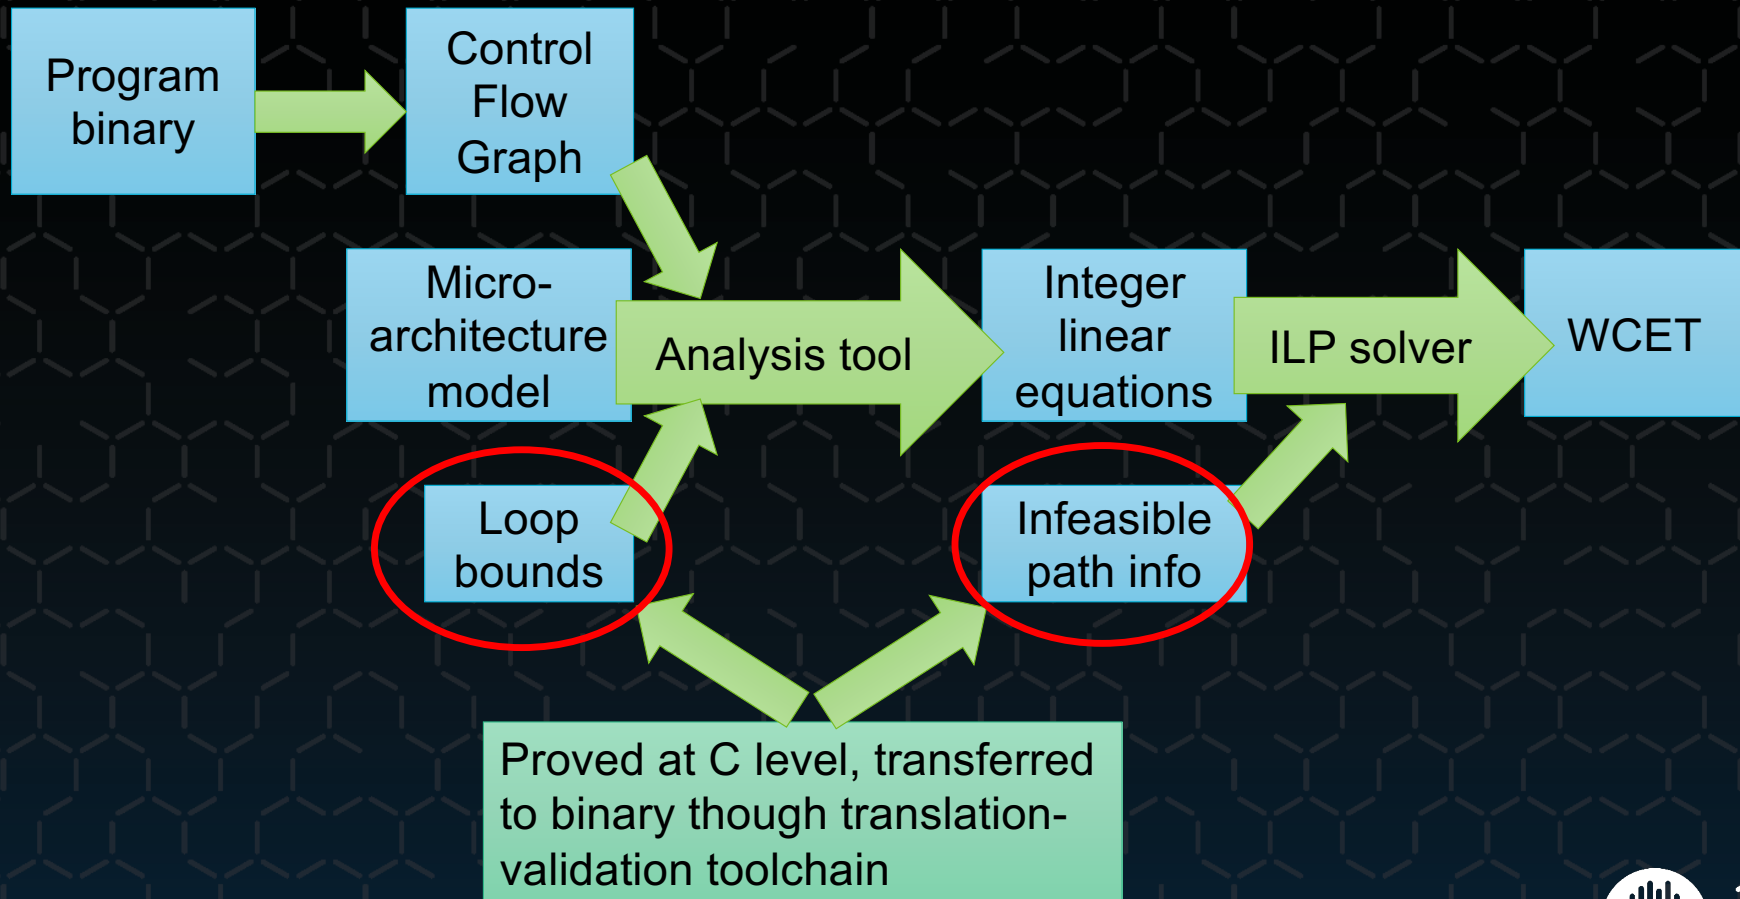 Program
binary
Control
Flow
Graph
Micro-
architecture
model
Analysis tool
Integer
linear
equations
ILP solver
WCET
Loop
bounds
Infeasible
path info
Proved at C level, transferred
to binary though translation-
validation toolchain